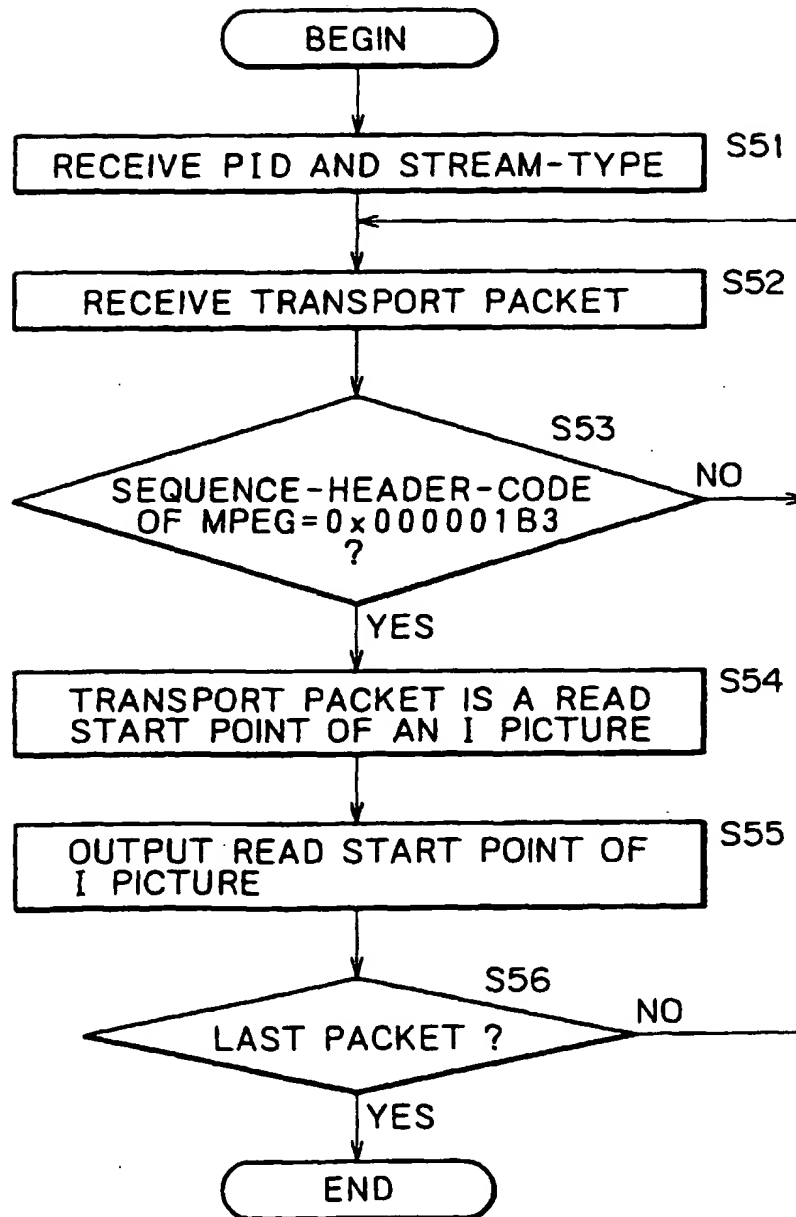 BEGIN
RECEIVE PID AND STREAM-TYPE
S51
RECEIVE TRANSPORT PACKET
S52
S53
SEQUENCE-HEADER-CODE
OF MPEG=0x000001B3
?
NO
YES
TRANSPORT PACKET IS A READ
START POINT OF AN I PICTURE
S54
OUTPUT READ START POINT OF
I PICTURE
S55
S56
LAST PACKET ?
NO
YES
END